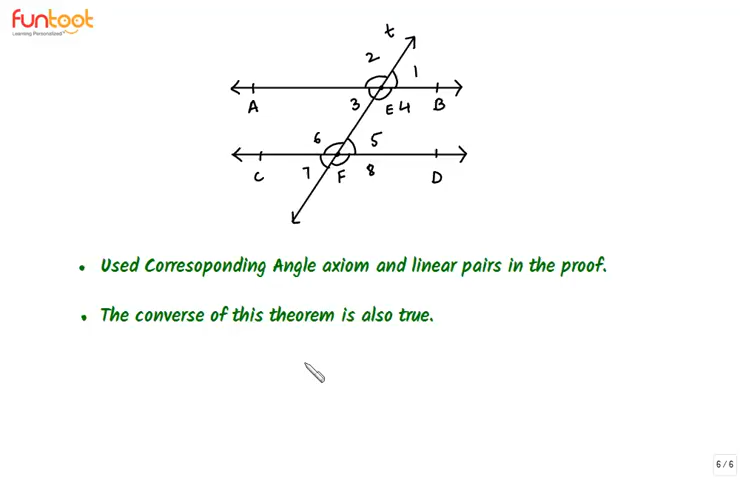 funtoot
Learning Personalized
t
2
1
A
3
E
4
B
6
5
C
7
F
8
D
• Used Corresoponding Angle axiom and linear pairs in the proof.
• The converse of this theorem is also true.
6 / 6